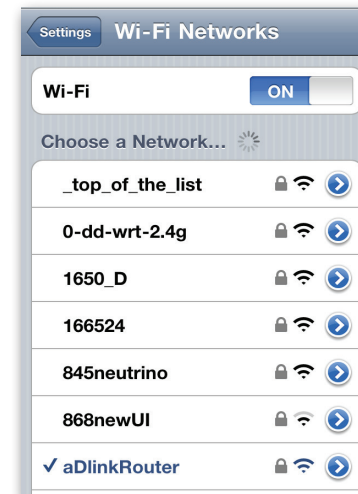 Settings Wi-Fi Networks
Wi-Fi ON
Choose a Network...
_top_of_the_list
0-dd-wrt-2.4g
1650_D
166524
845neutrino
868newUI
✓ aDlinkRouter